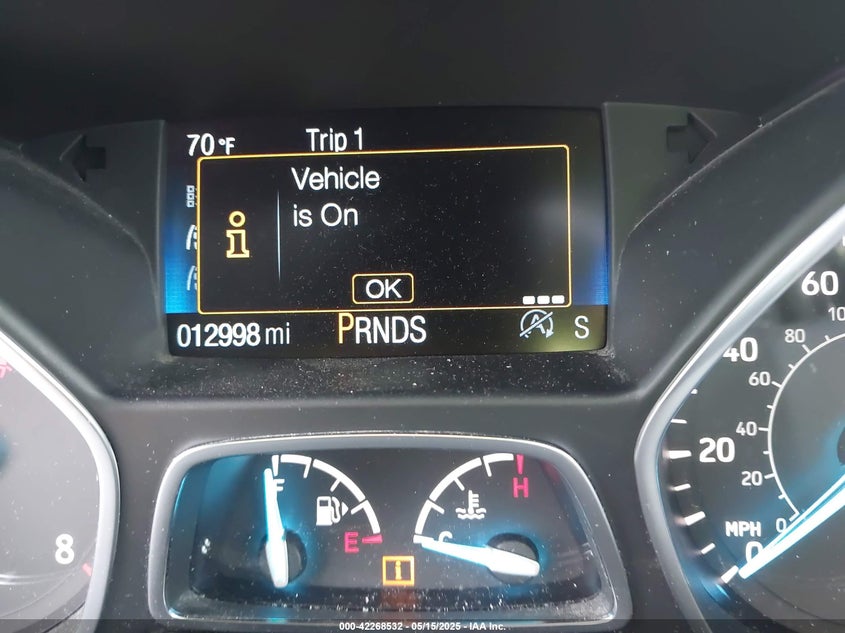 70°F Trip 1
Vehicle
is On
i
OK
012998 mi PRNDS A S
60
80
40
60
20
40
20
MPH 0
0
8
F
E
H
C
i
000-42268532 - 05/15/2025 - IAA Inc.